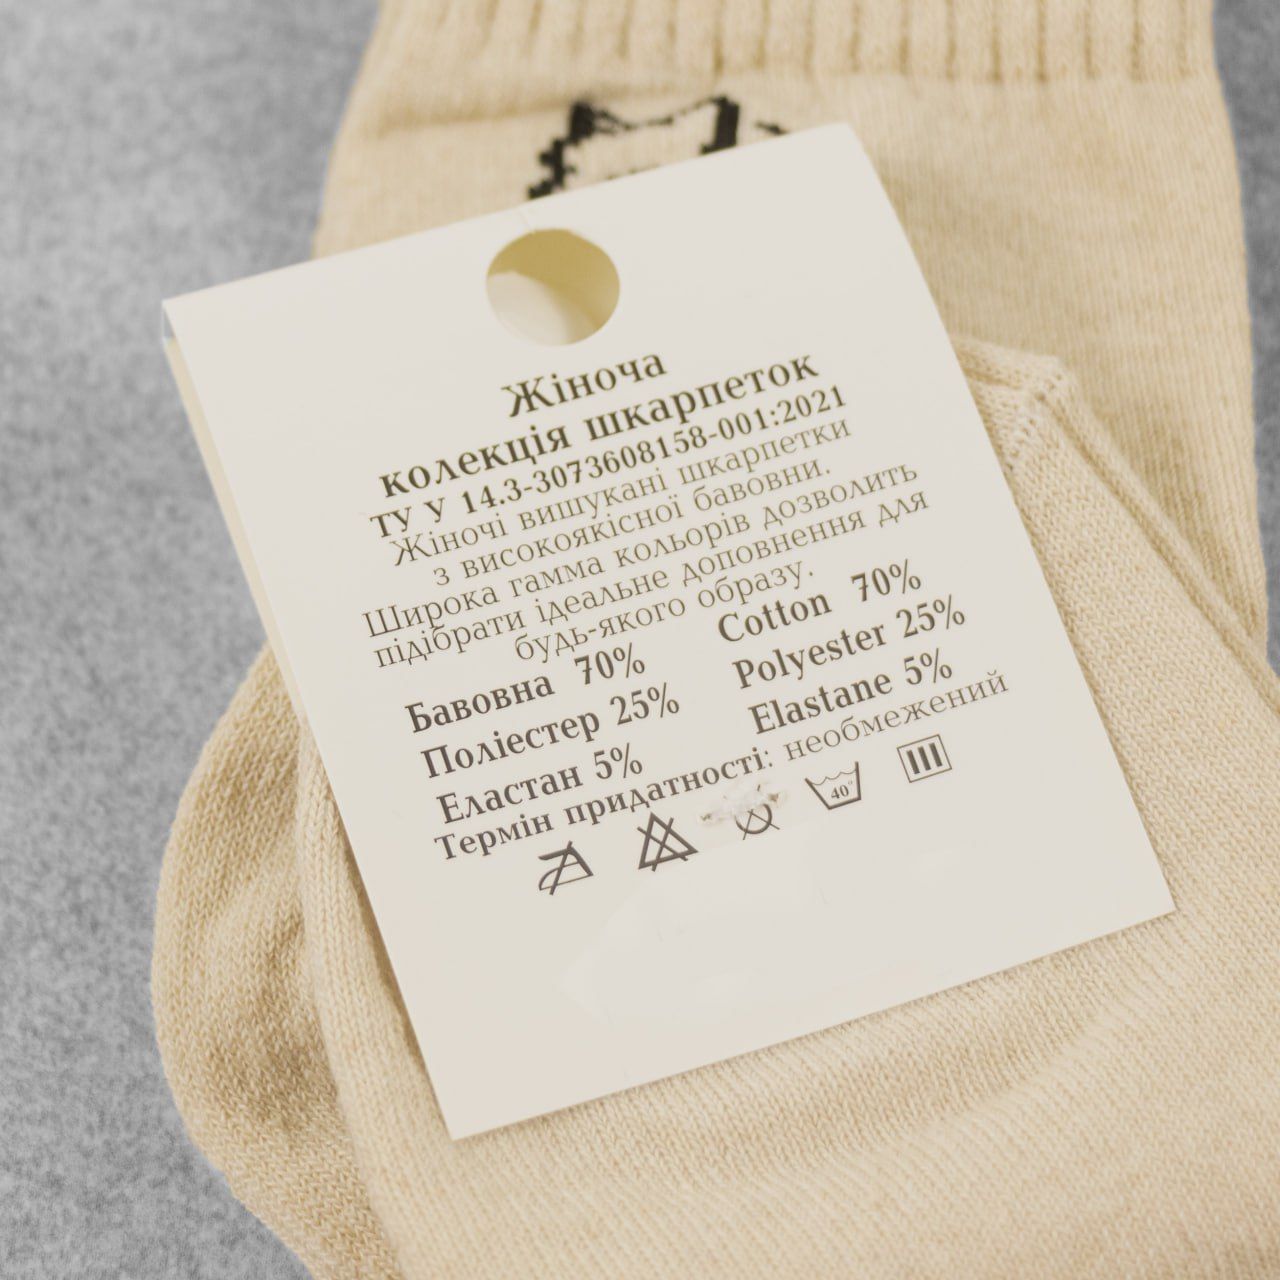 Жіноча
колекція шкарпеток
ТУ У 14.3-3073608158-001:2021
Жіночі вишукані шкарпетки
з високоякісної бавовни.
Широка гамма кольорів дозволить
підібрати ідеальне доповнення для
будь-якого образу.
Бавовна 70% Cotton 70%
Поліестер 25% Polyester 25%
Еластан 5% Elastane 5%
Термін придатності: необмежений
40°